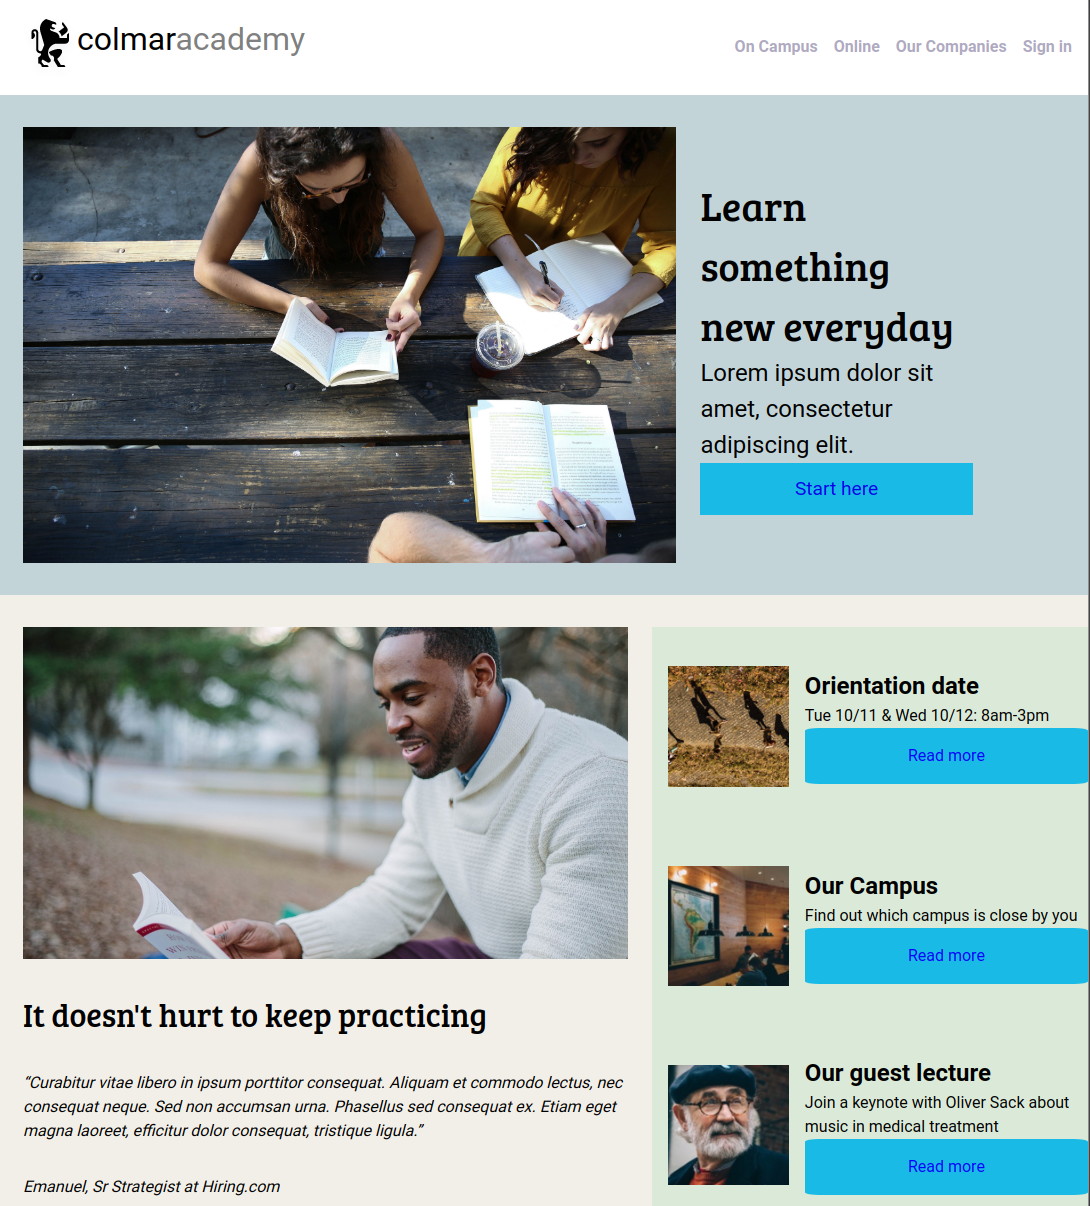 colmaracademy
On Campus Online Our Companies Sign in
Learn
something
new everyday
Lorem ipsum dolor sit
amet, consectetur
adipiscing elit.
Start here
It doesn't hurt to keep practicing
“Curabitur vitae libero in ipsum porttitor consequat. Aliquam et commodo lectus, nec
consequat neque. Sed non accumsan urna. Phasellus sed consequat ex. Etiam eget
magna laoreet, efficitur dolor consequat, tristique ligula.”
Emanuel, Sr Strategist at Hiring.com
Orientation date
Tue 10/11 & Wed 10/12: 8am-3pm
Read more
Our Campus
Find out which campus is close by you
Read more
Our guest lecture
Join a keynote with Oliver Sack about
music in medical treatment
Read more